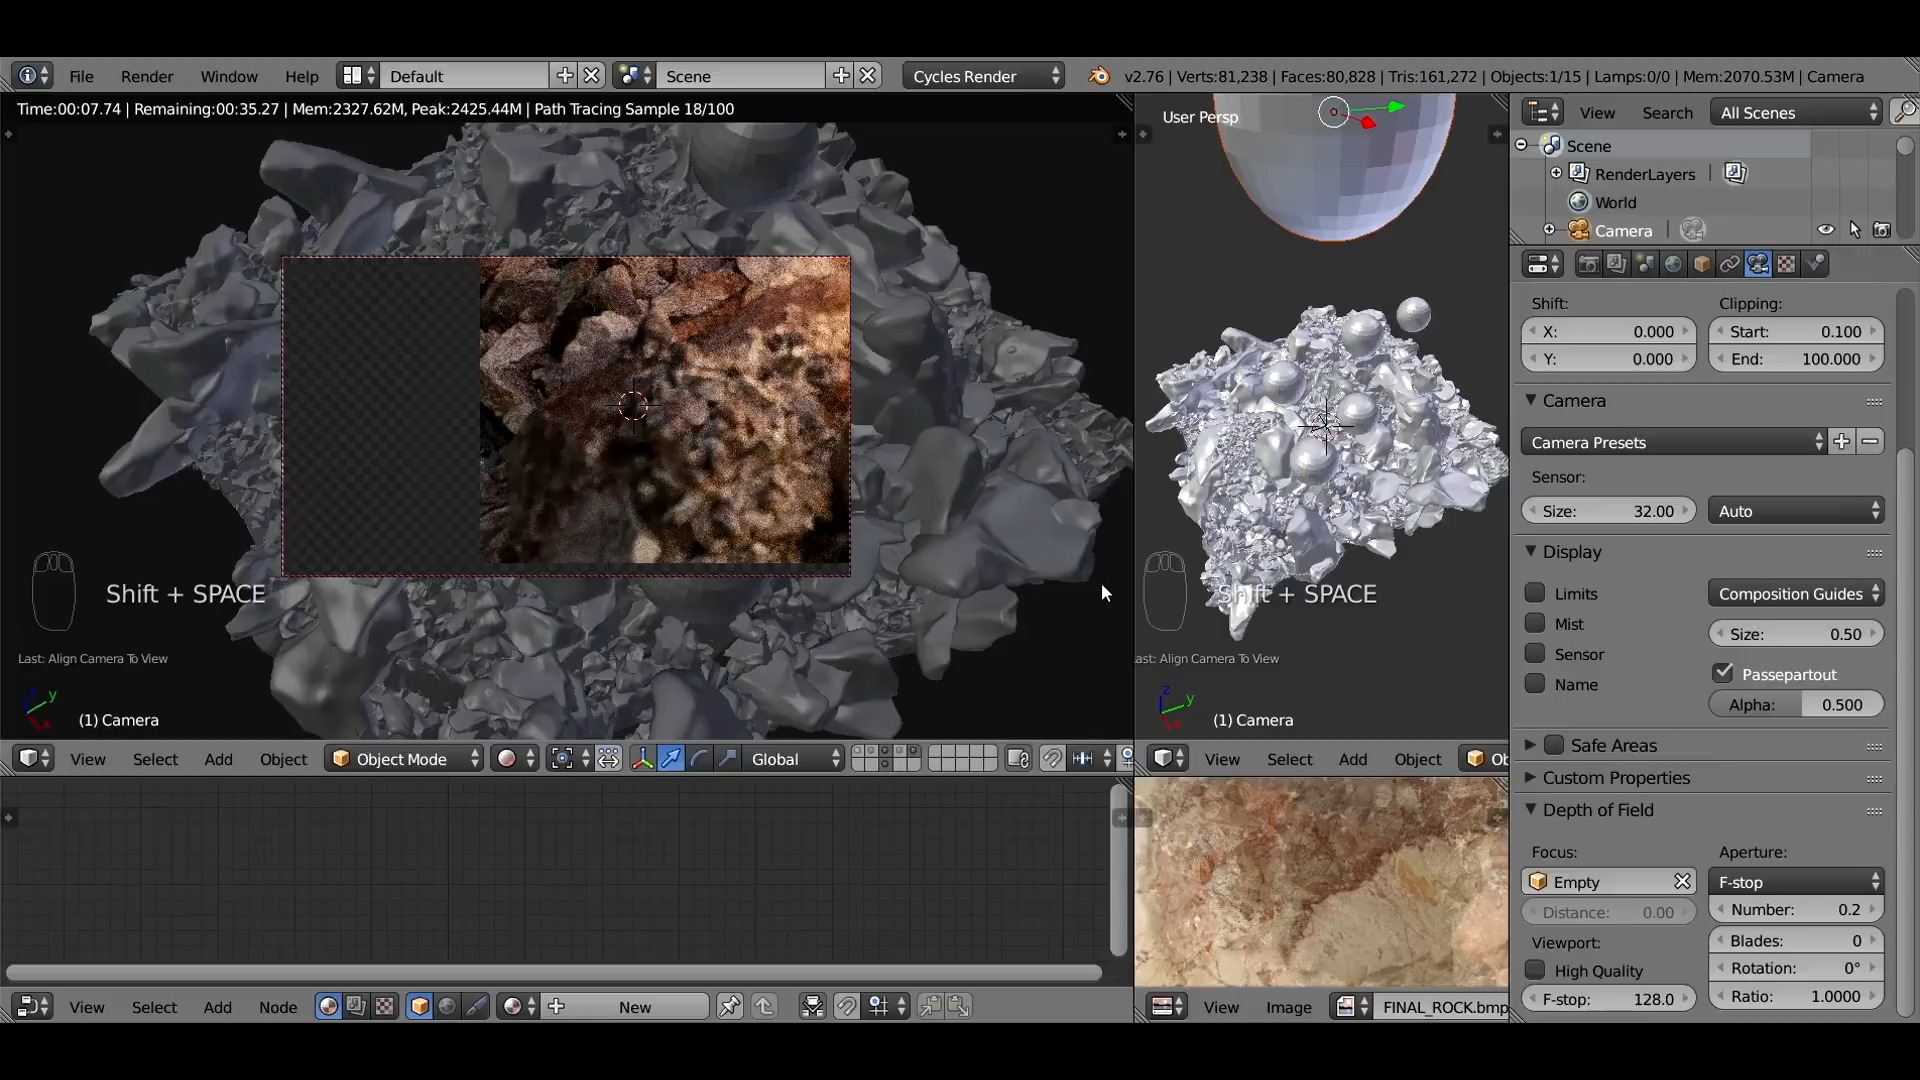 File Render Window Help Default Scene Cycles Render v2.76 | Verts:81,238 | Faces:80,828 | Tris:161,272 | Objects:1/15 | Lamps:0/0 | Mem:2070.53M | Camera
Time:00:07.74 | Remaining:00:35.27 | Mem:2327.62M, Peak:2425.44M | Path Tracing Sample 18/100
User Persp
View Search All Scenes
Scene
RenderLayers
World
Camera
Shift: Clipping:
X: 0.000 Start: 0.100
Y: 0.000 End: 100.000
Camera
Camera Presets
Sensor:
Size: 32.00 Auto
Display
Limits Composition Guides
Mist Size: 0.50
Sensor
Passepartout
Name
Alpha: 0.500
Safe Areas
Custom Properties
Depth of Field
Focus: Aperture:
Empty F-stop
Distance: 0.00 Number: 0.2
Viewport: Blades: 0
High Quality Rotation: 0°
F-stop: 128.0 Ratio: 1.0000
Shift + SPACE
Last: Align Camera To View
z y x
(1) Camera
View Select Add Object Object Mode Global
Shift + SPACE
ast: Align Camera To View
z y x
(1) Camera
View Select Add Object Ob
View Select Add Node New
View Image FINAL_ROCK.bmp